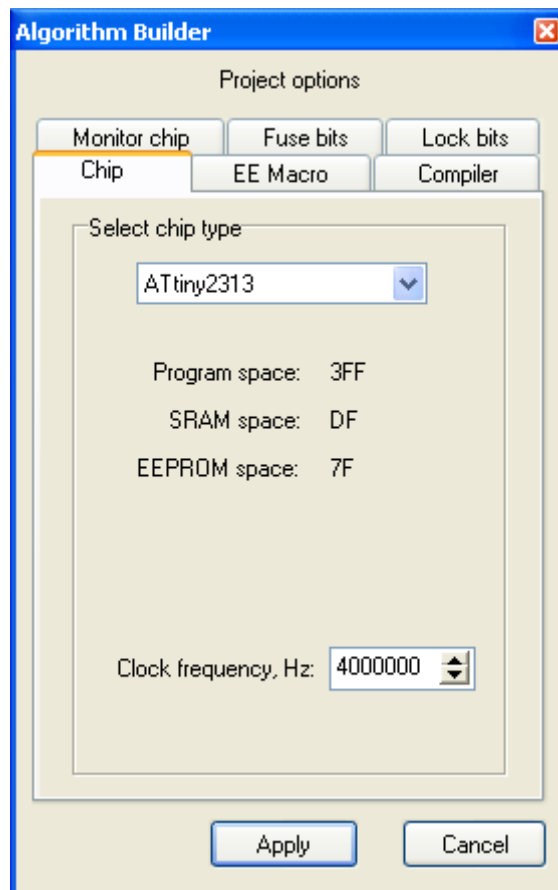 Algorithm Builder
Project options
Monitor chip Fuse bits Lock bits
Chip EE Macro Compiler
Select chip type
ATtiny2313
Program space: 3FF
SRAM space: DF
EEPROM space: 7F
Clock frequency, Hz: 4000000
Apply Cancel